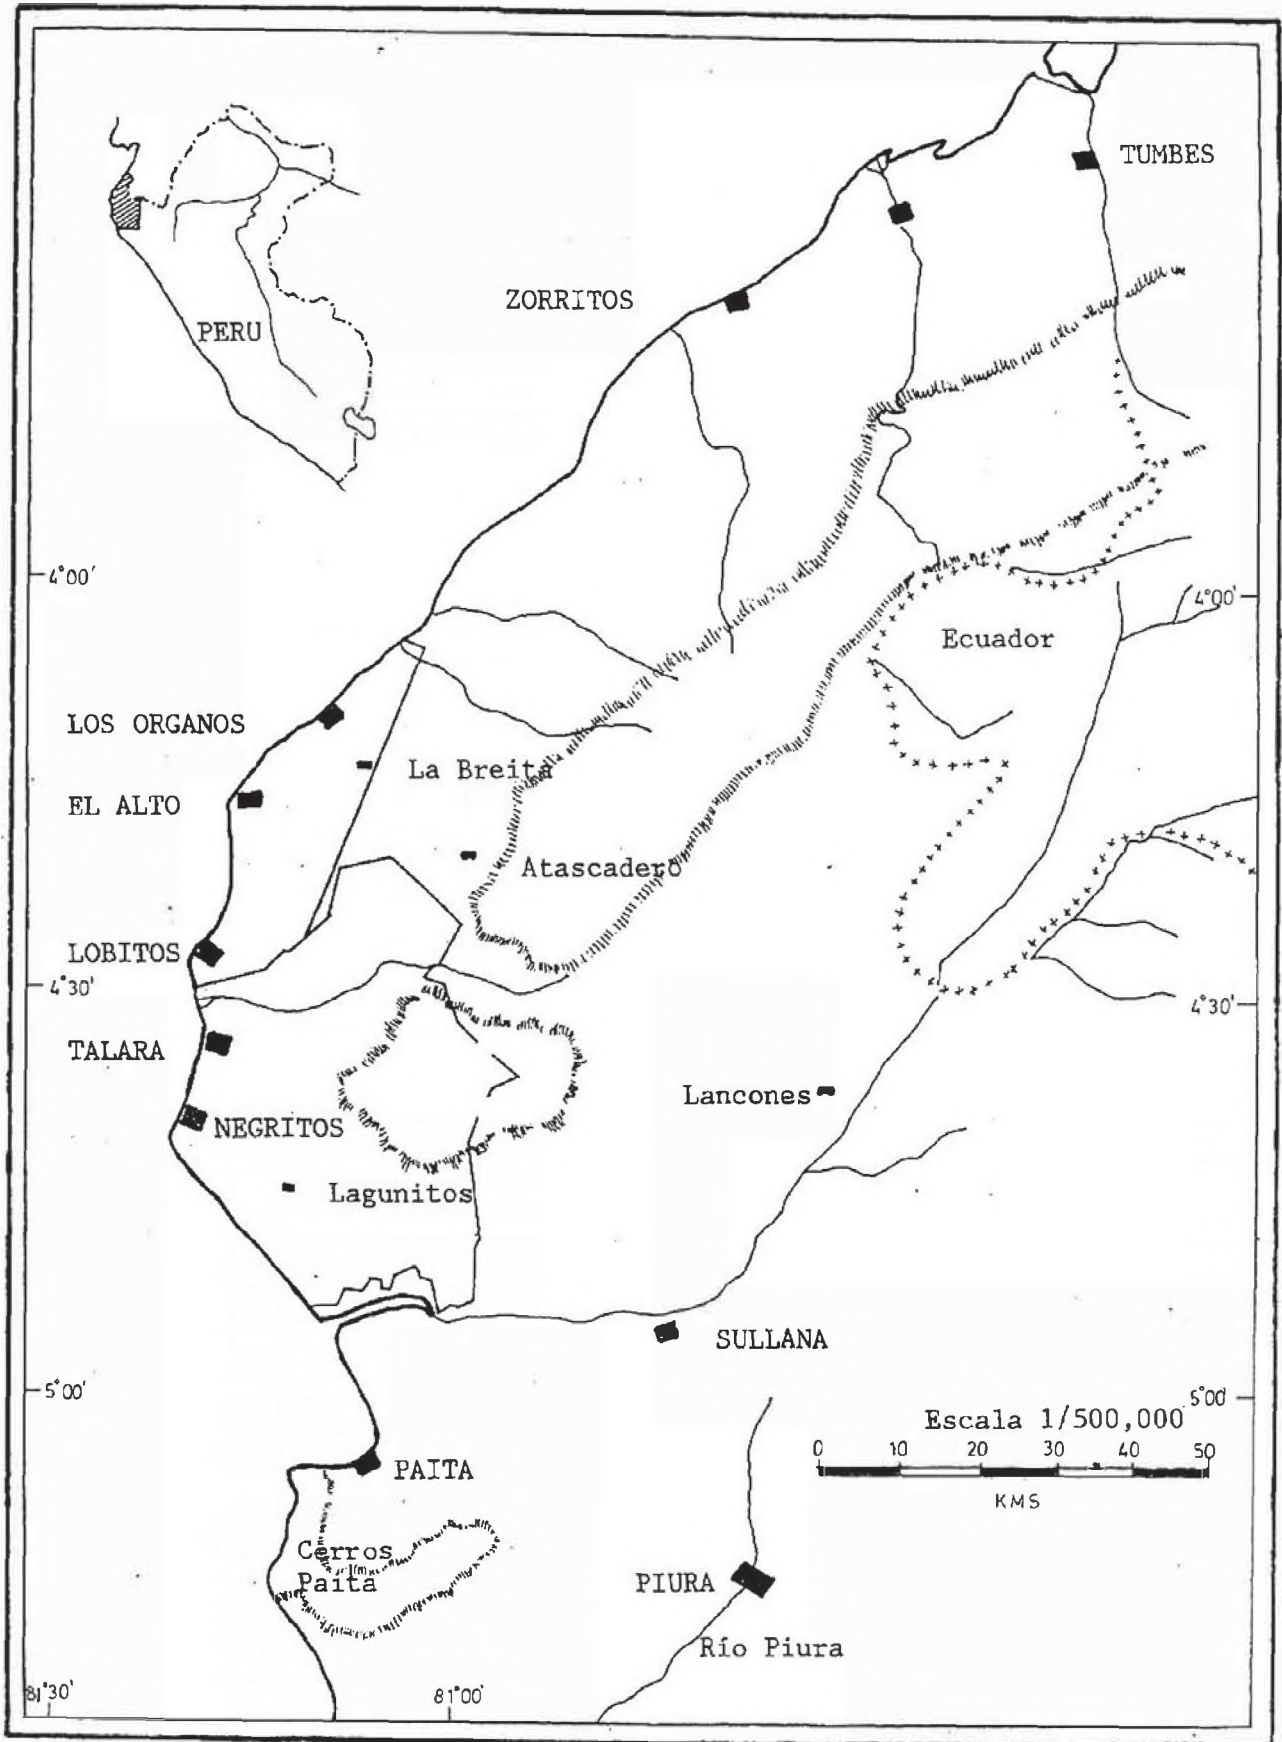 TUMBES
ZORRITOS
PERU
4°00'
4°00'
Ecuador
LOS ORGANOS
La Breita
EL ALTO
Atascadero
LOBITOS
4°30'
4°30'
TALARA
Lancones
NEGRITOS
Lagunitos
SULLANA
5°00'
5°00'
Escala 1/500,000
0 10 20 30 40 50
KMS
PAITA
Cerros
Paita
PIURA
Río Piura
81°30'
81°00'